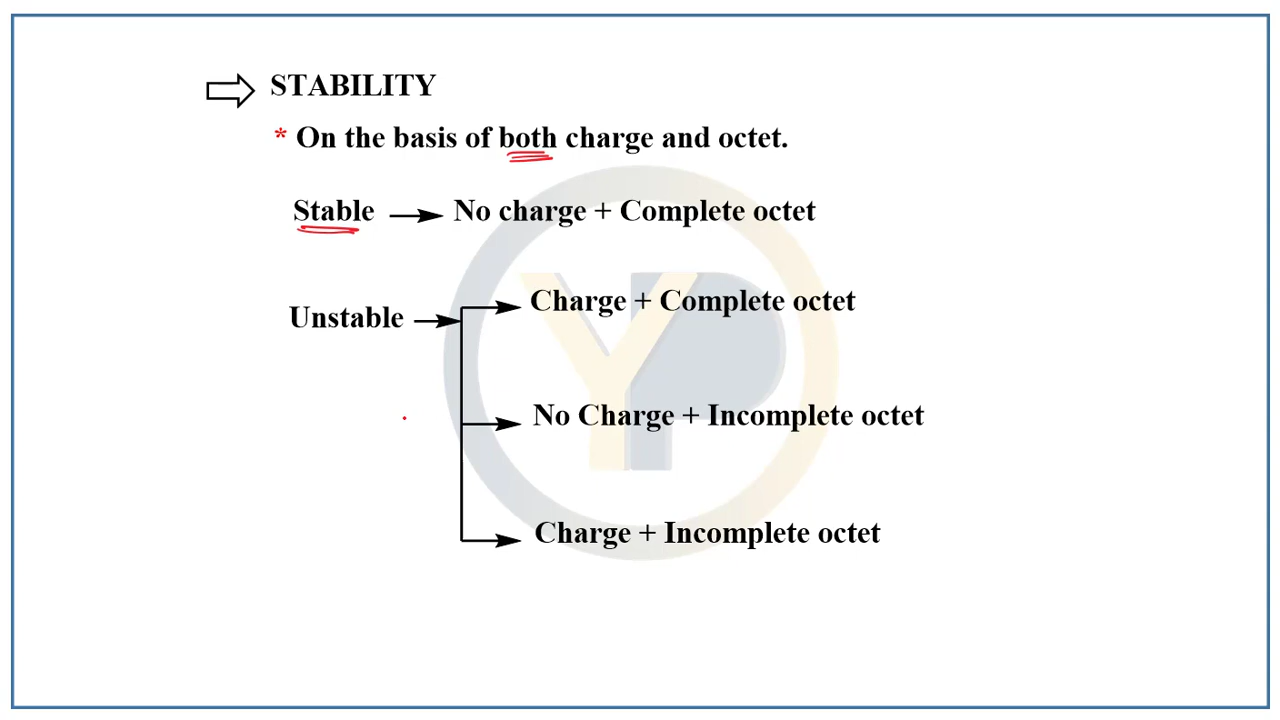 STABILITY
* On the basis of both charge and octet.
Stable No charge + Complete octet
Charge + Complete octet
Unstable
No Charge + Incomplete octet
Charge + Incomplete octet
YP